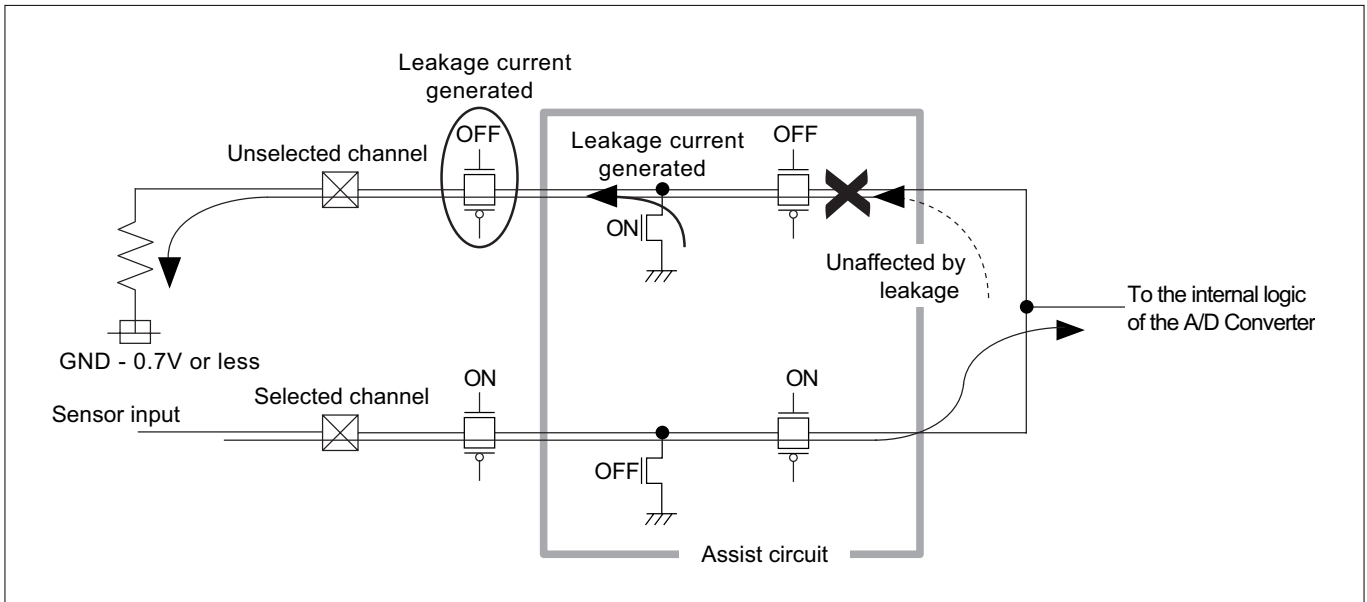 Leakage current
generated
OFF
Leakage current
generated
OFF
Unselected channel
ON
Unaffected by
leakage
To the internal logic
of the A/D Converter
GND - 0.7V or less
Selected channel
ON
ON
Sensor input
OFF
Assist circuit